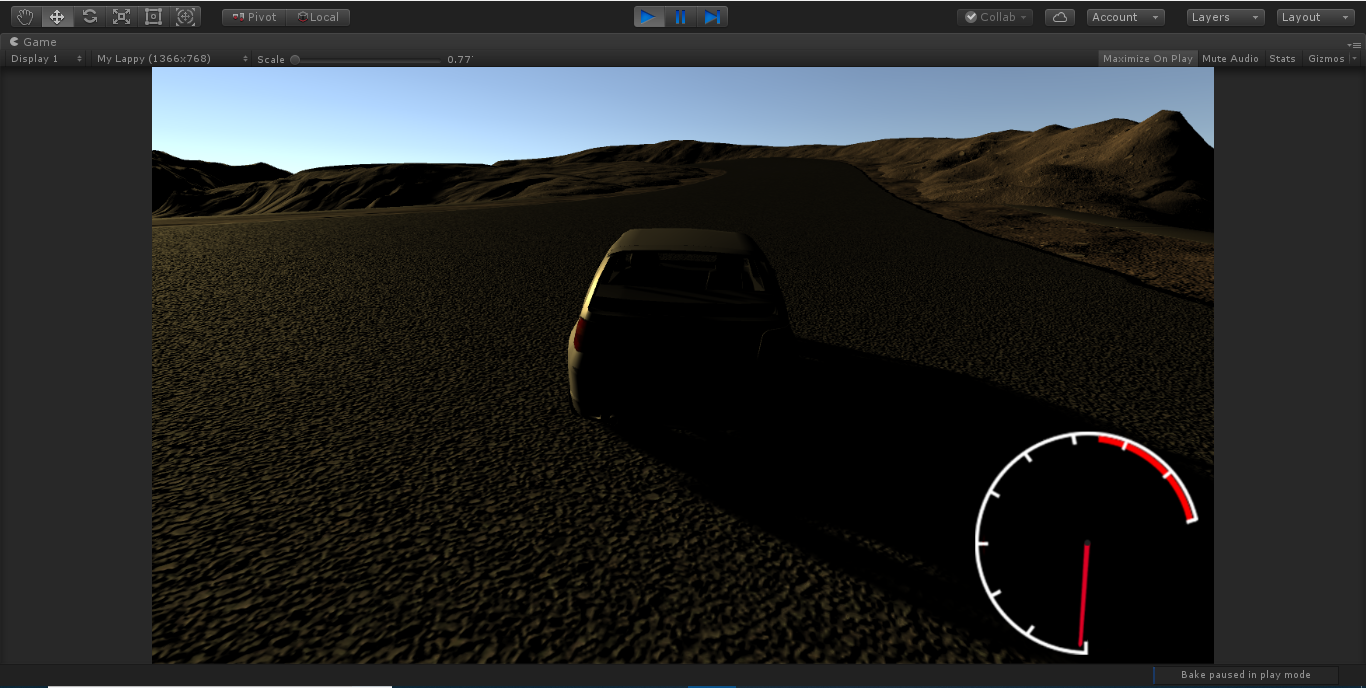 Pivot Local Collab Account Layers Layout
Game
Display 1 My Lappy (1366x768) Scale 0.77 Maximize On Play Mute Audio Stats Gizmos
Bake paused in play mode